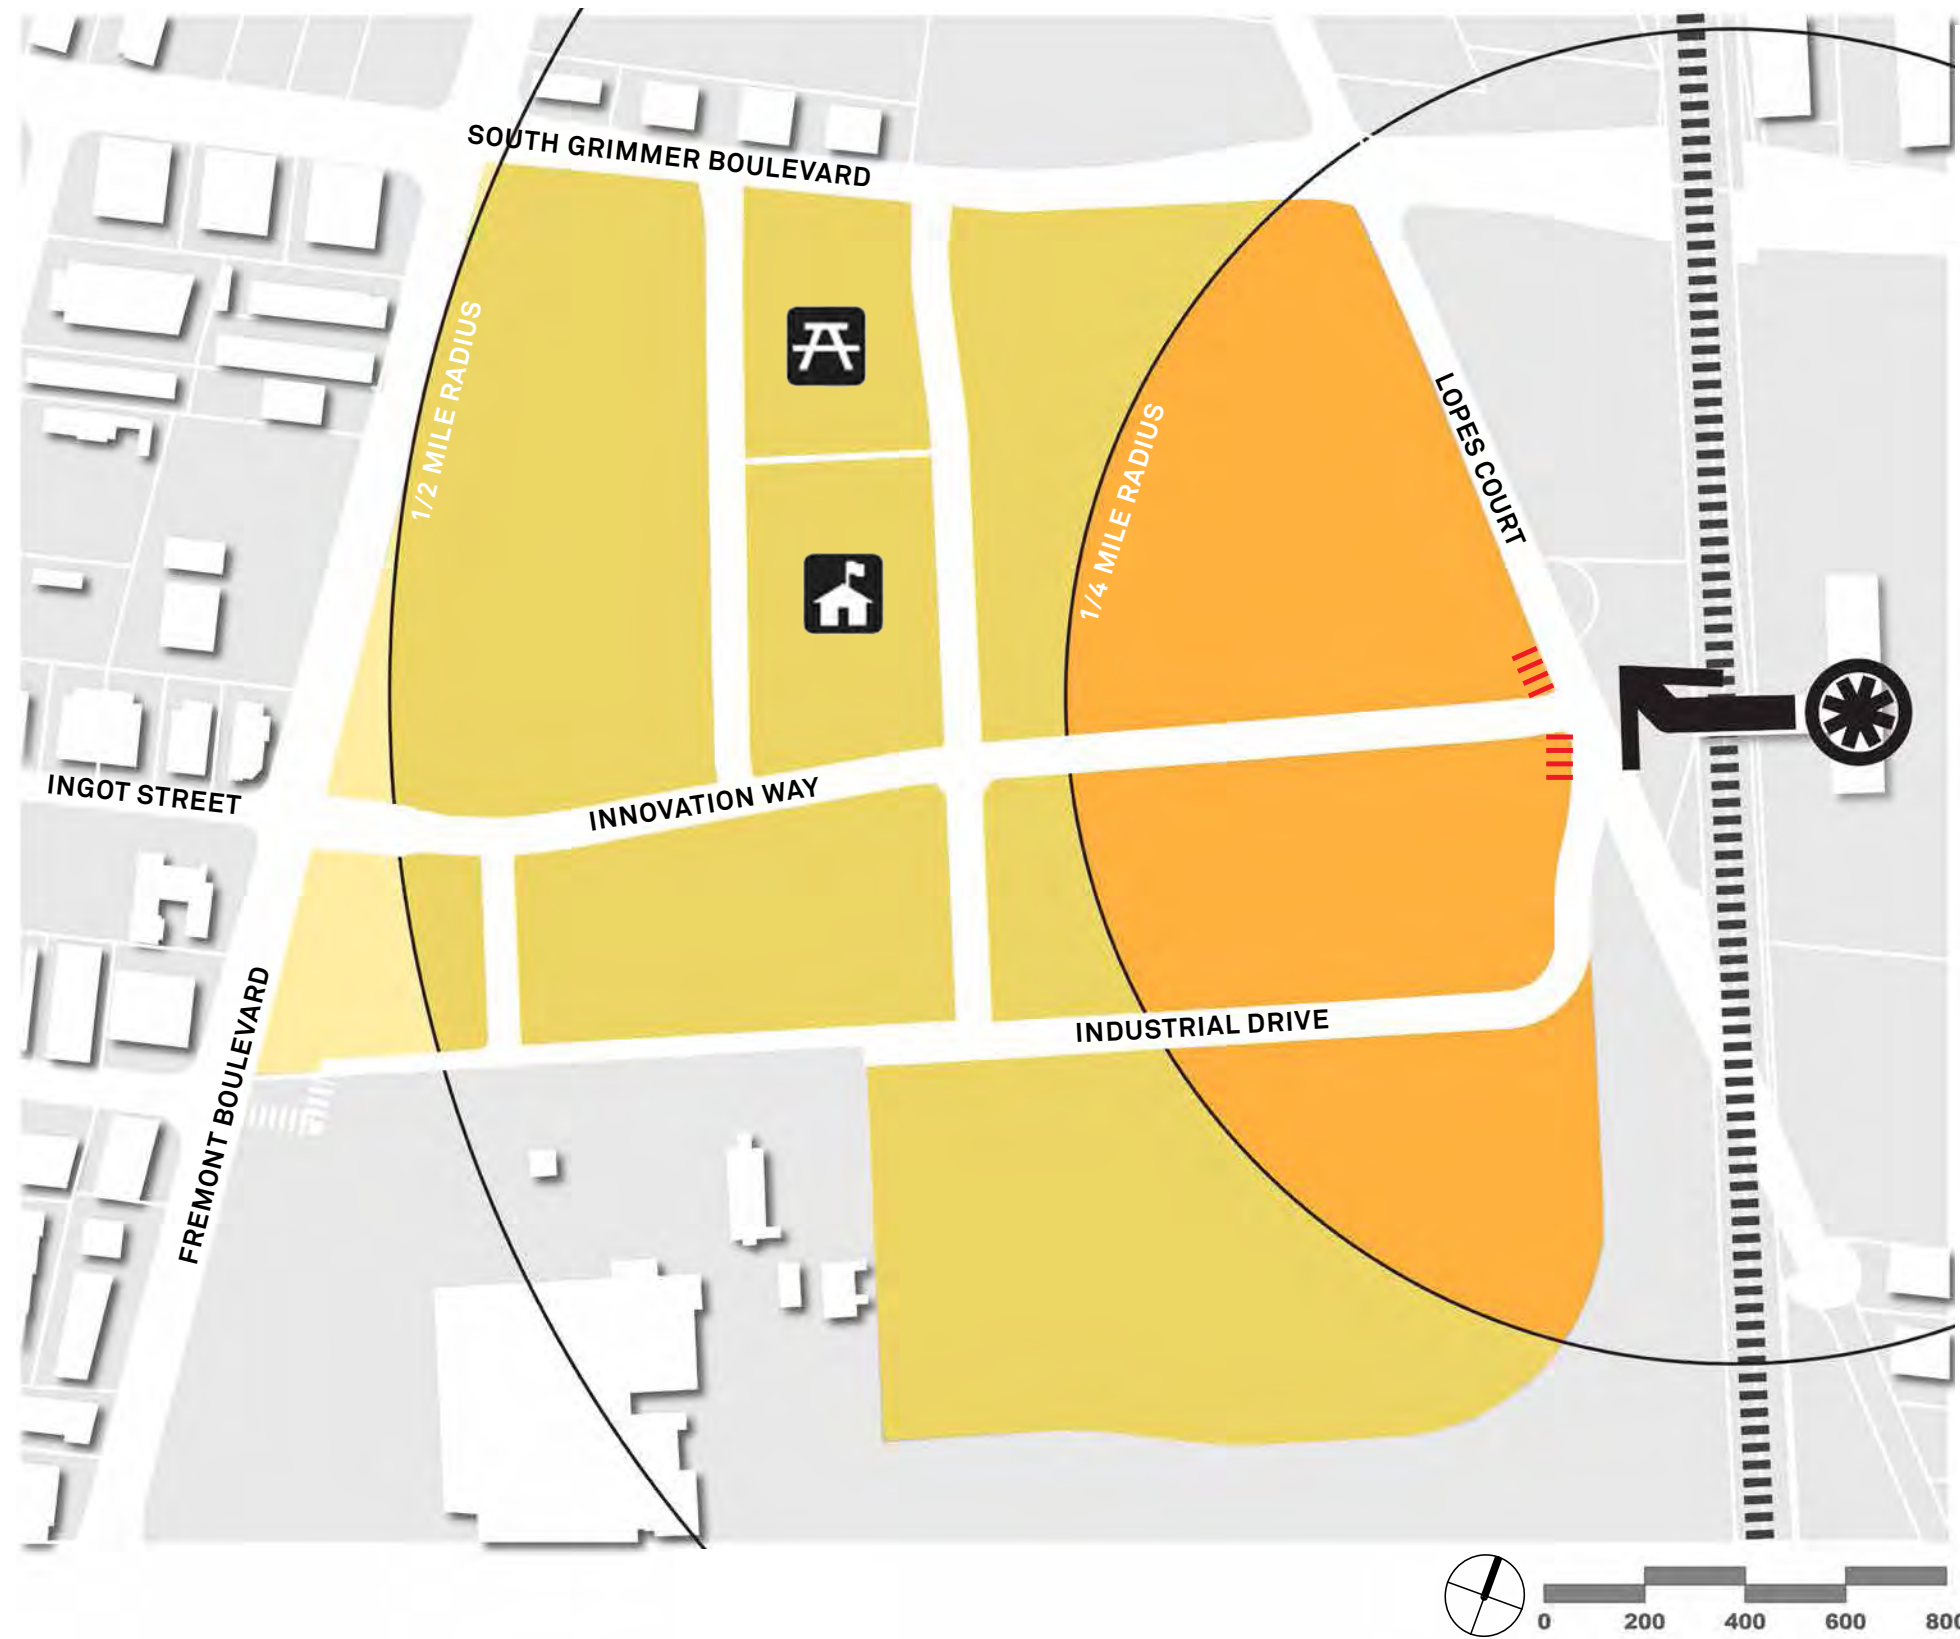 SOUTH GRIMMER BOULEVARD
1/2 MILE RADIUS
LOPES COURT
1/4 MILE RADIUS
INGOT STREET
INNOVATION WAY
FREMONT BOULEVARD
INDUSTRIAL DRIVE
0 200 400 600 800